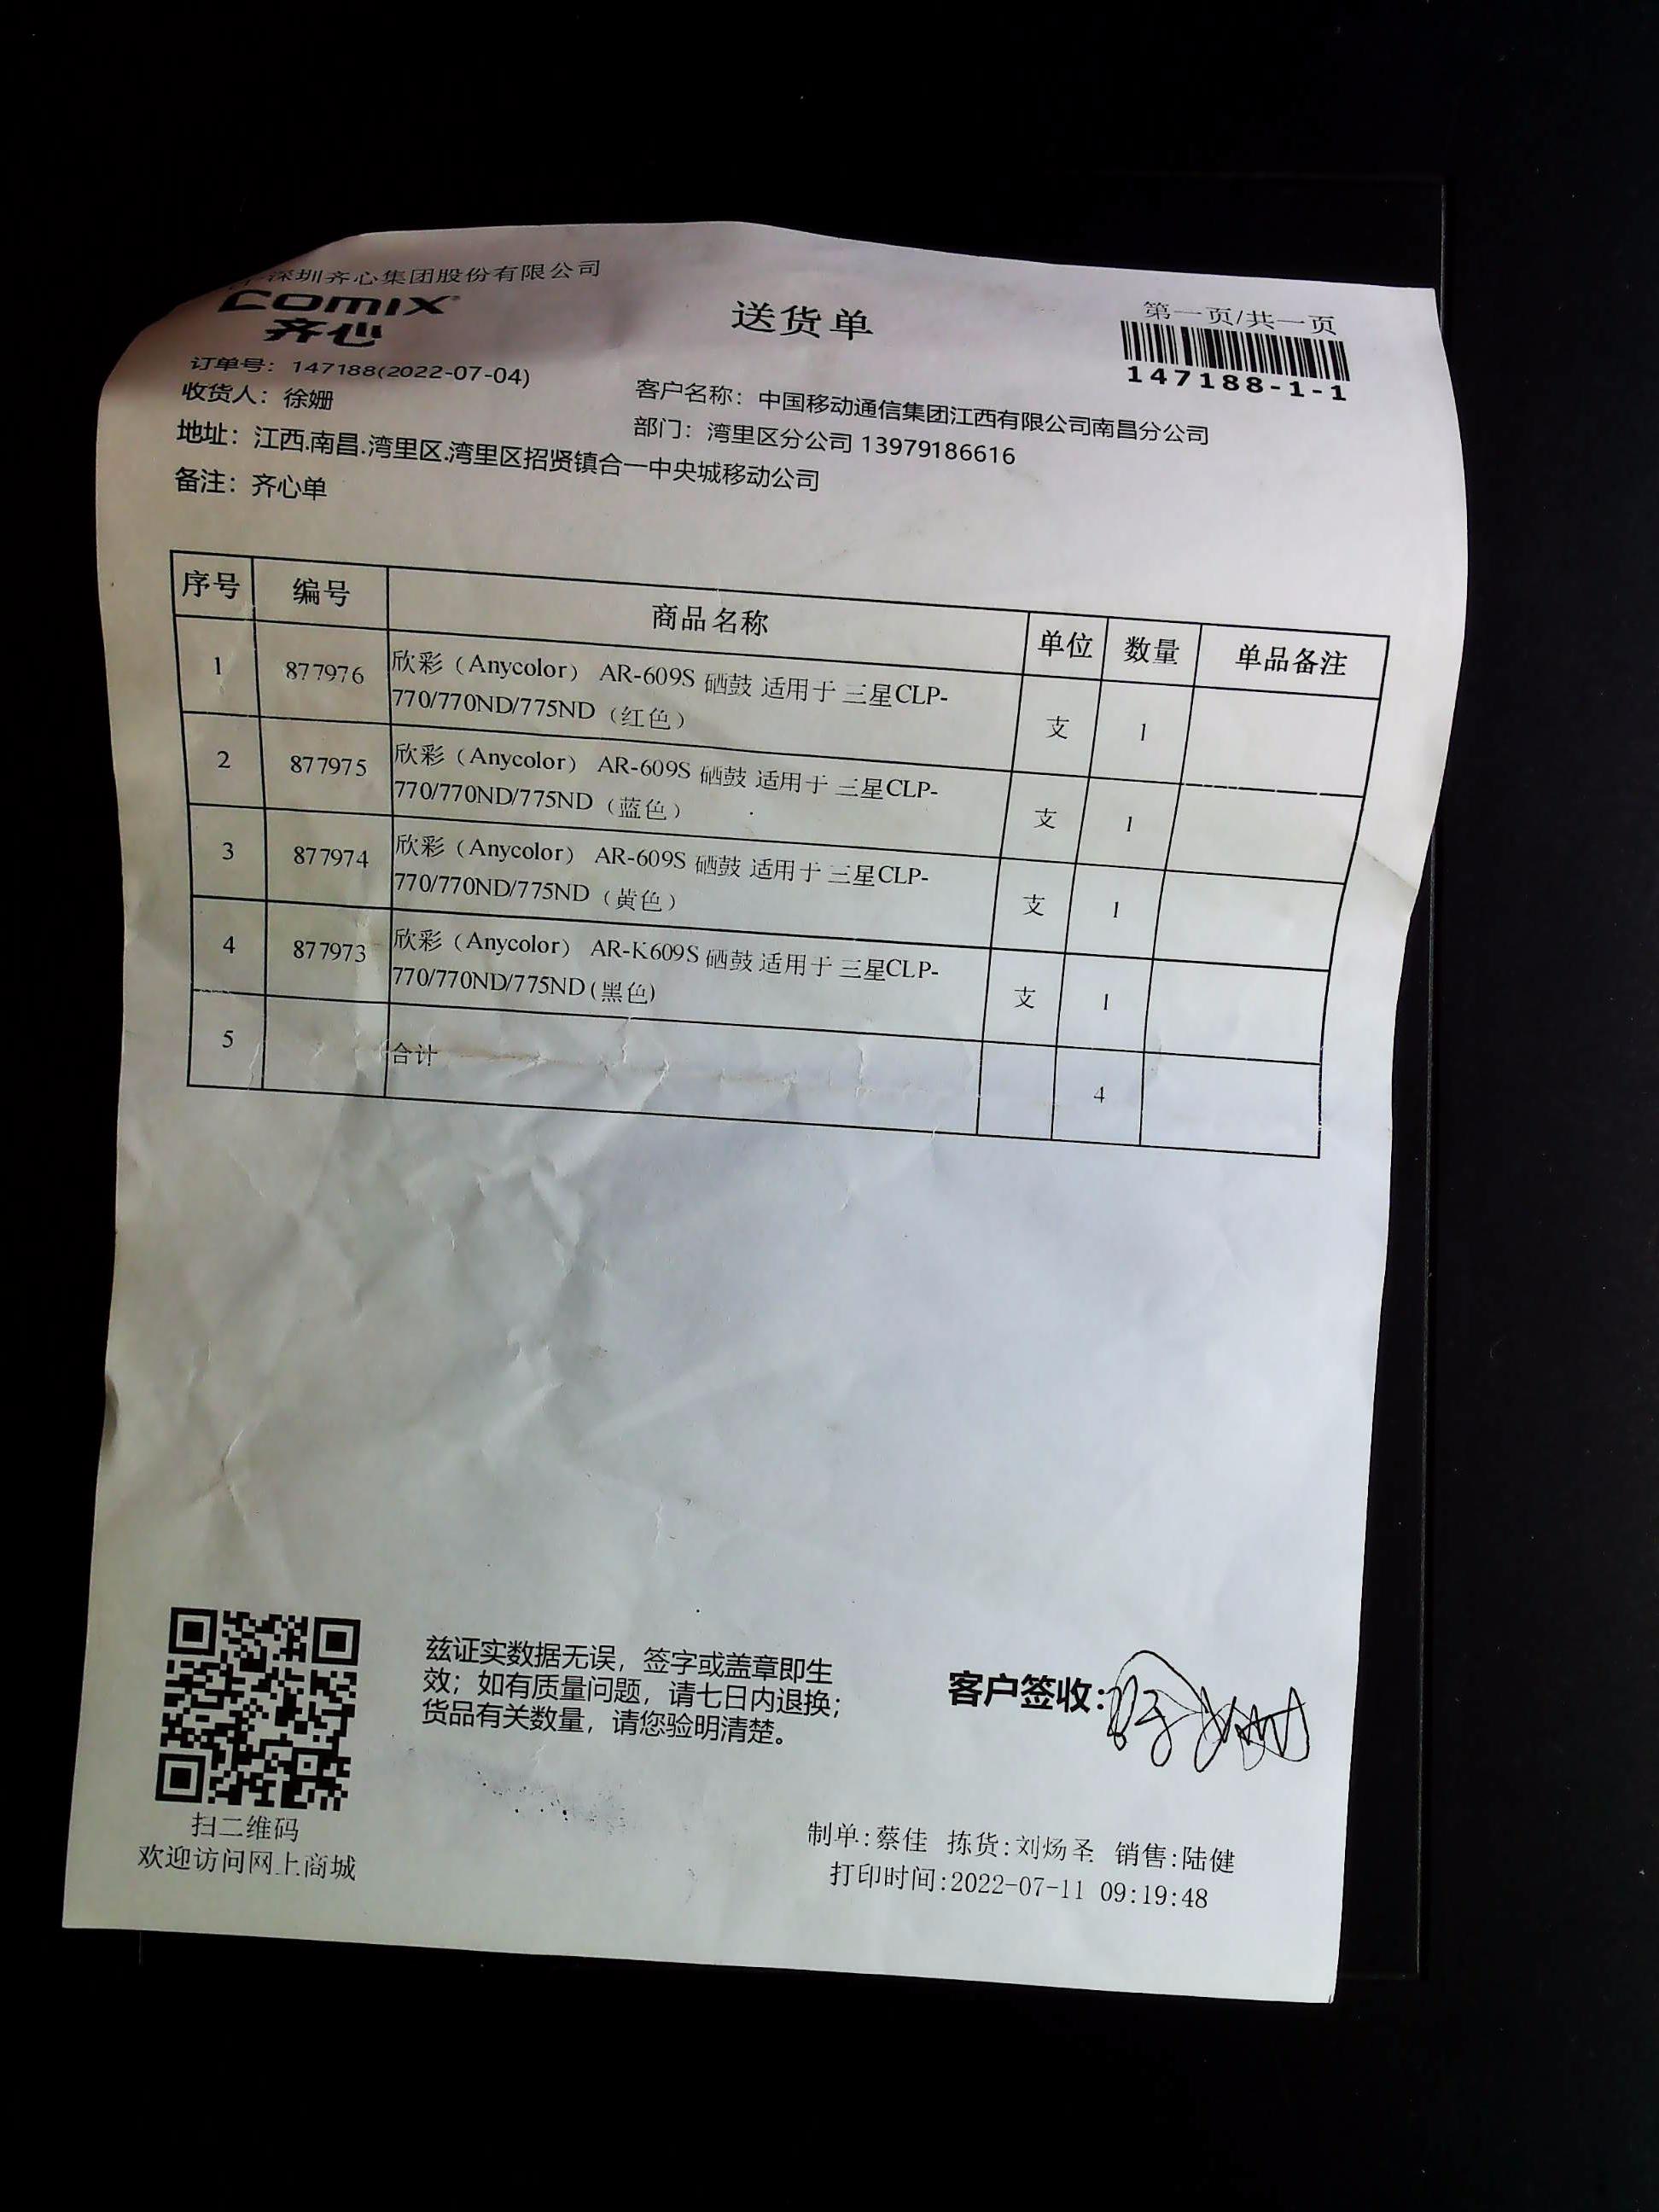 深圳齐心集团股份有限公司
COMIX
齐心
送货单
第一页/共一页
147188-1-1
订单号：147188(2022-07-04)
收货人：徐姗
客户名称：中国移动通信集团江西有限公司南昌分公司
地址：江西.南昌.湾里区.湾里区招贤镇合一中央城移动公司
部门：湾里区分公司 13979186616
备注：齐心单
序号 编号 商品名称 单位 数量 单品备注
1 877976 欣彩（Anycolor） AR-609S 硒鼓 适用于 三星CLP-
770/770ND/775ND（红色） 支 1
2 877975 欣彩（Anycolor） AR-609S 硒鼓 适用于 三星CLP-
770/770ND/775ND（蓝色） 支 1
3 877974 欣彩（Anycolor） AR-609S 硒鼓 适用于 三星CLP-
770/770ND/775ND（黄色） 支 1
4 877973 欣彩（Anycolor） AR-K609S 硒鼓 适用于 三星CLP-
770/770ND/775ND(黑色) 支 1
5 合计 4
兹证实数据无误，签字或盖章即生
效；如有质量问题，请七日内退换；
货品有关数量，请您验明清楚。
客户签收：
扫二维码
欢迎访问网上商城
制单:蔡佳 拣货:刘炀圣 销售:陆健
打印时间:2022-07-11 09:19:48